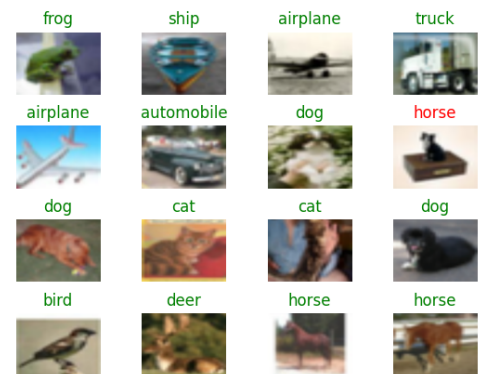 frog ship airplane truck
airplane automobile dog horse
dog cat cat dog
bird deer horse horse